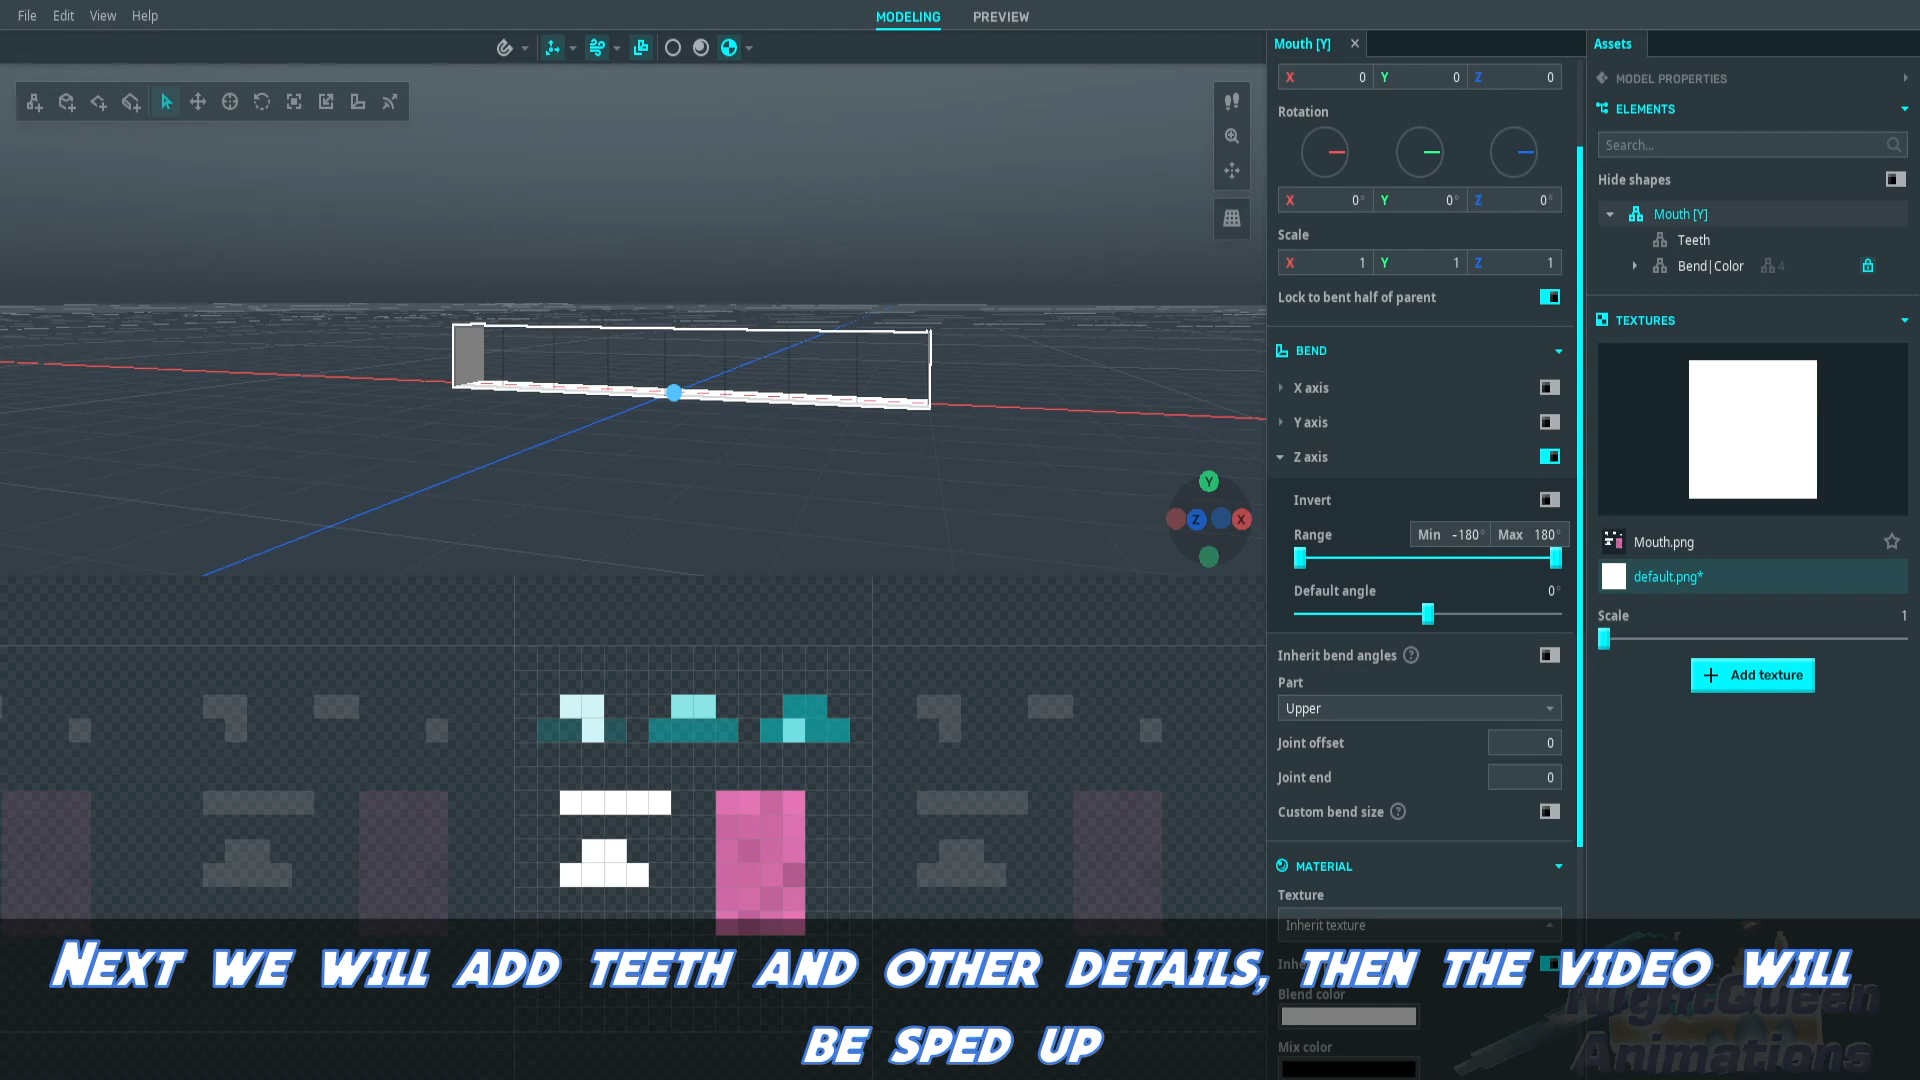 File Edit View Help
MODELING PREVIEW
Mouth [Y]
X 0 Y 0 Z 0
Rotation
X 0° Y 0° Z 0°
Scale
X 1 Y 1 Z 1
Lock to bent half of parent
BEND
X axis
Y axis
Z axis
Invert
Range Min -180° Max 180°
Default angle 0°
Inherit bend angles ?
Part
Upper
Joint offset 0
Joint end 0
Custom bend size ?
MATERIAL
Texture
Inherit texture
Blend color
Mix color
Assets
MODEL PROPERTIES
ELEMENTS
Search...
Hide shapes
Mouth [Y]
Teeth
Bend|Color 4
TEXTURES
Mouth.png
default.png*
Scale 1
+ Add texture
Y
Z X
NEXT WE WILL ADD TEETH AND OTHER DETAILS, THEN THE VIDEO WILL
BE SPED UP
NightQueen
Animations